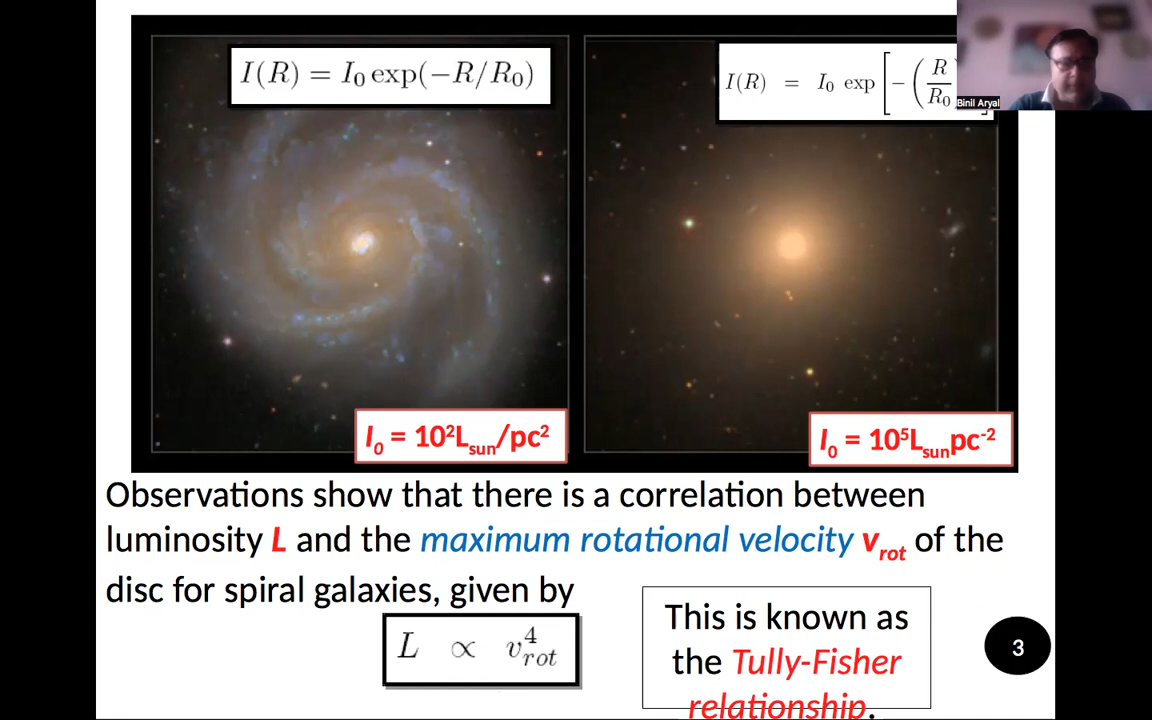 I(R) = I₀ exp(−R/R₀)
I(R) = I₀ exp [−(R/R₀
Binil Aryal
I₀ = 10²Lsun/pc²
I₀ = 10⁵Lsunpc⁻²
Observations show that there is a correlation between
luminosity L and the maximum rotational velocity vrot of the
disc for spiral galaxies, given by
L ∝ v⁴rot
This is known as
the Tully-Fisher
relationship.
3